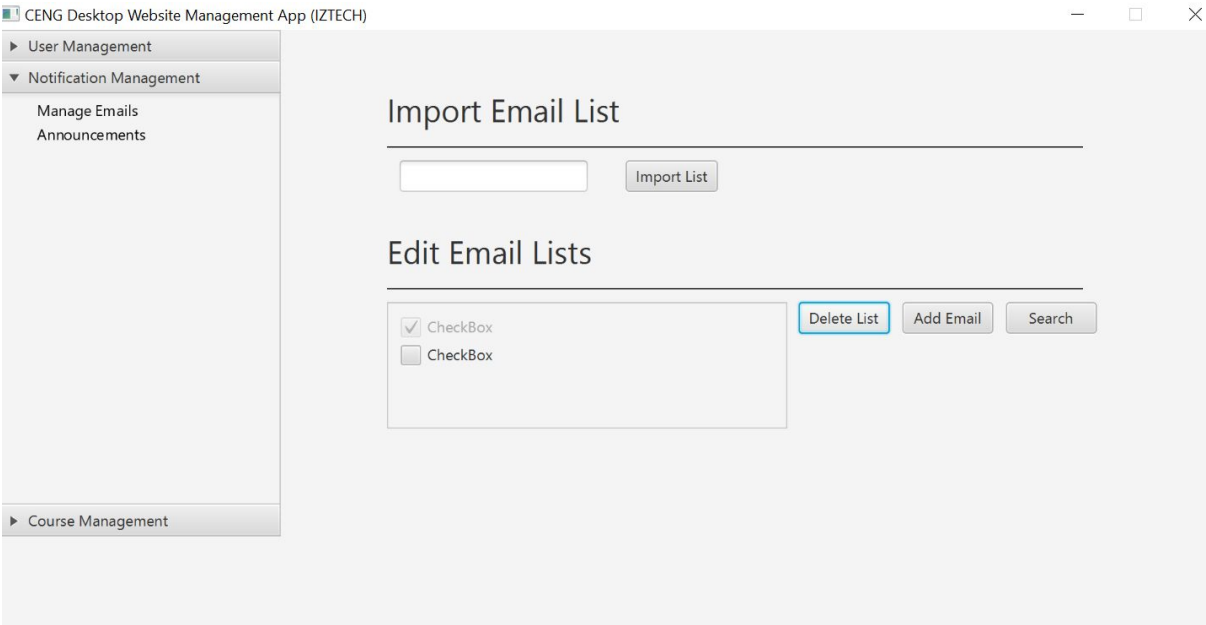 CENG Desktop Website Management App (IZTECH)
User Management
Notification Management
Manage Emails
Announcements
Course Management
Import Email List
Import List
Edit Email Lists
CheckBox
CheckBox
Delete List Add Email Search